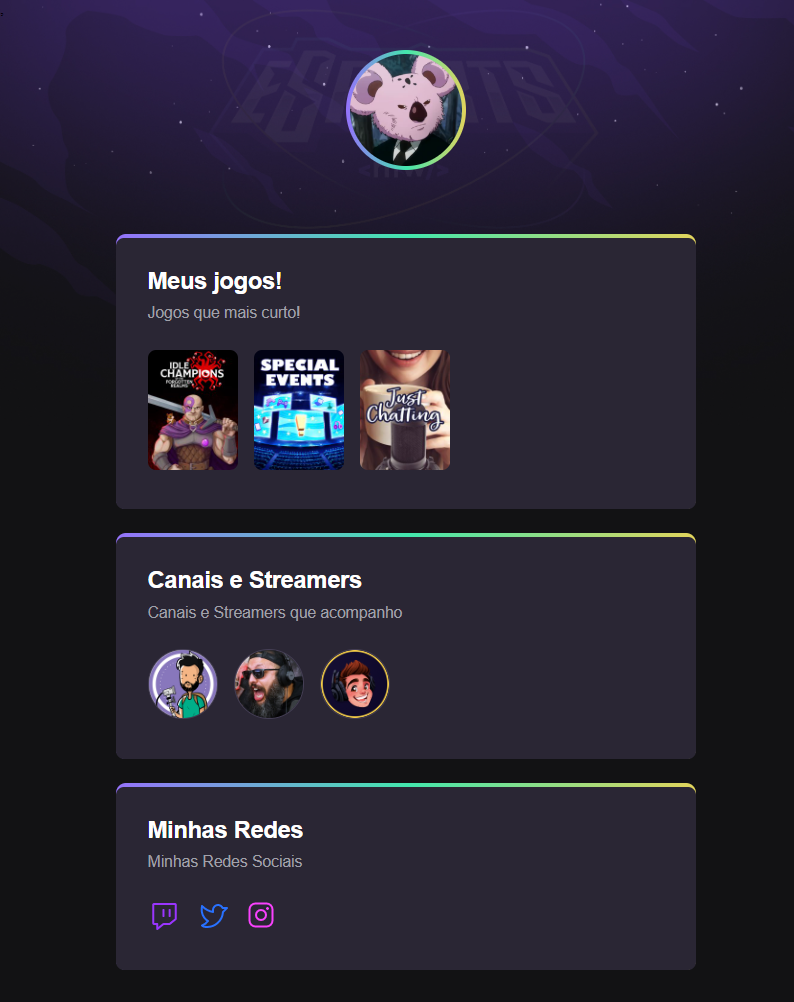 ESPORTS
Meus jogos!
Jogos que mais curto!
IDLE
CHAMPIONS
OF THE
FORGOTTEN
REALMS
SPECIAL
EVENTS
Just
Chatting
Canais e Streamers
Canais e Streamers que acompanho
Minhas Redes
Minhas Redes Sociais